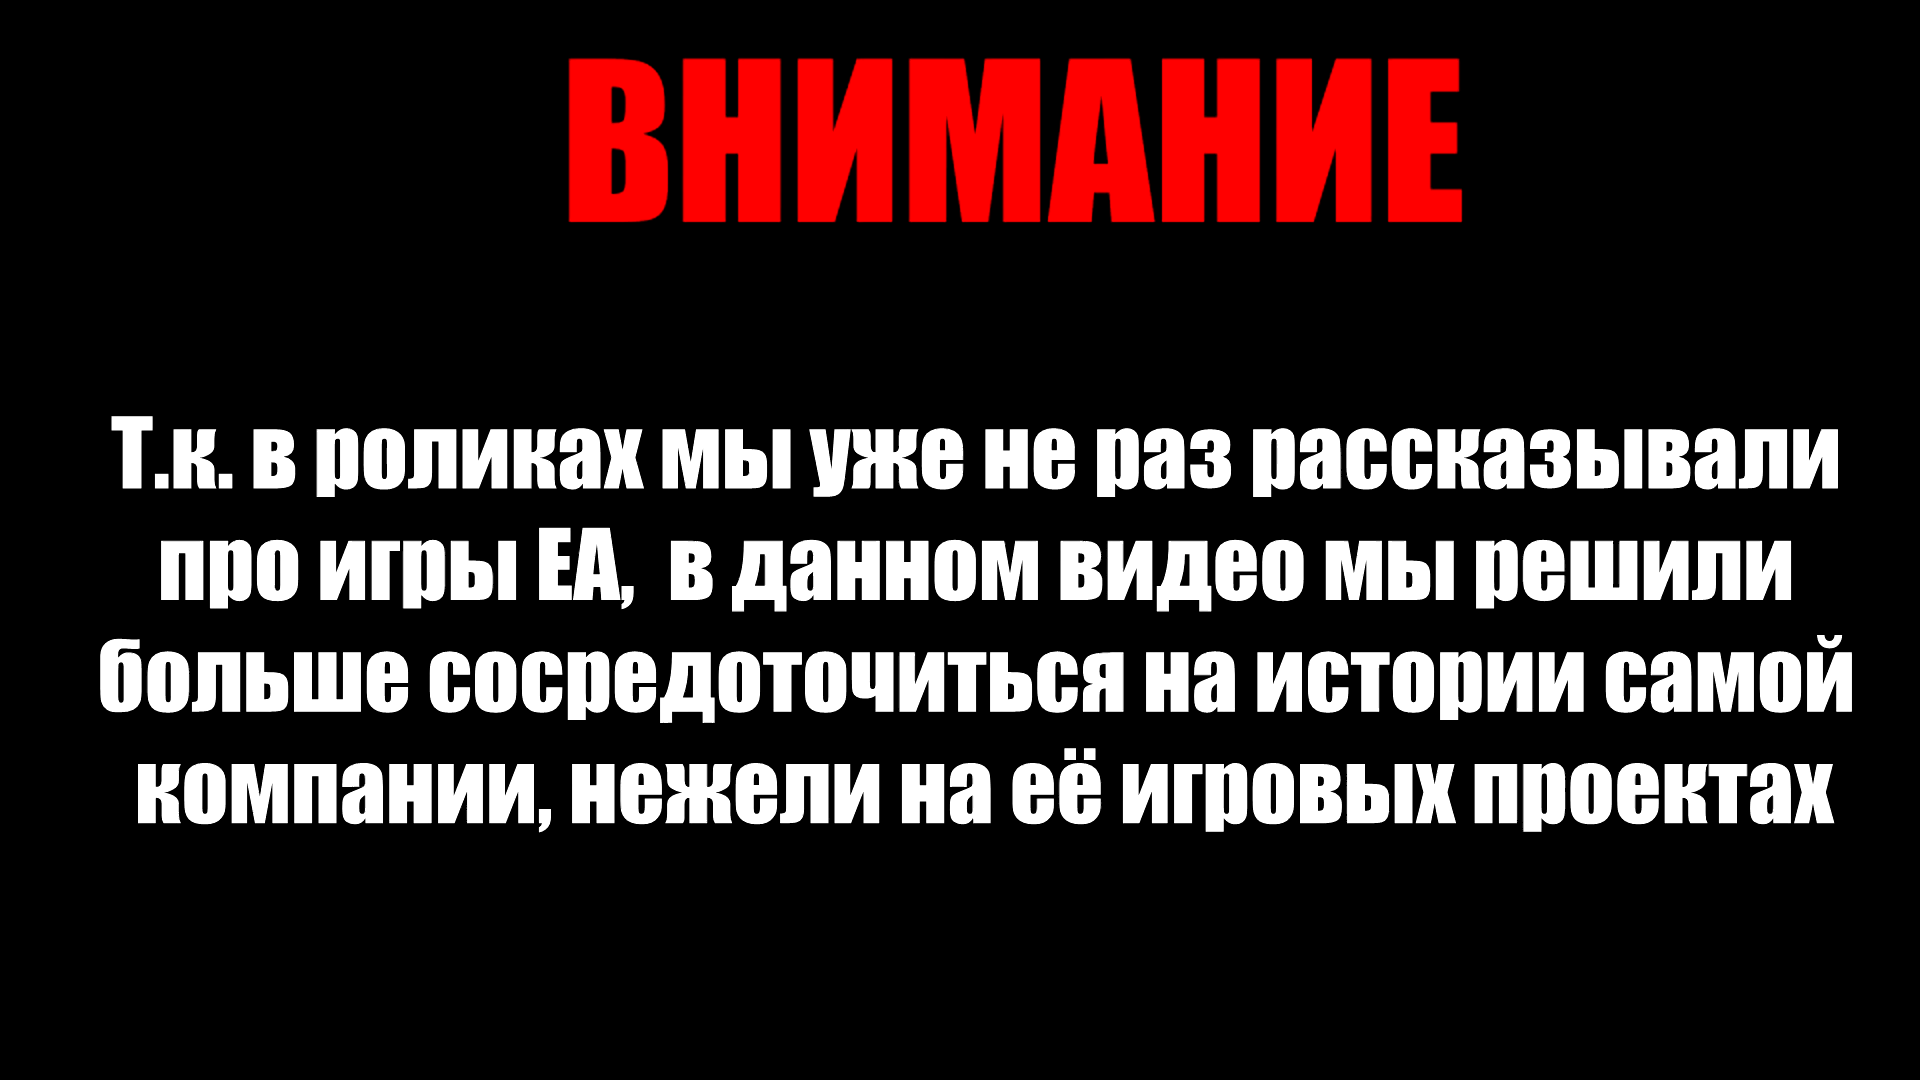 ВНИМАНИЕ
Т.к. в роликах мы уже не раз рассказывали
про игры EA, в данном видео мы решили
больше сосредоточиться на истории самой
компании, нежели на её игровых проектах